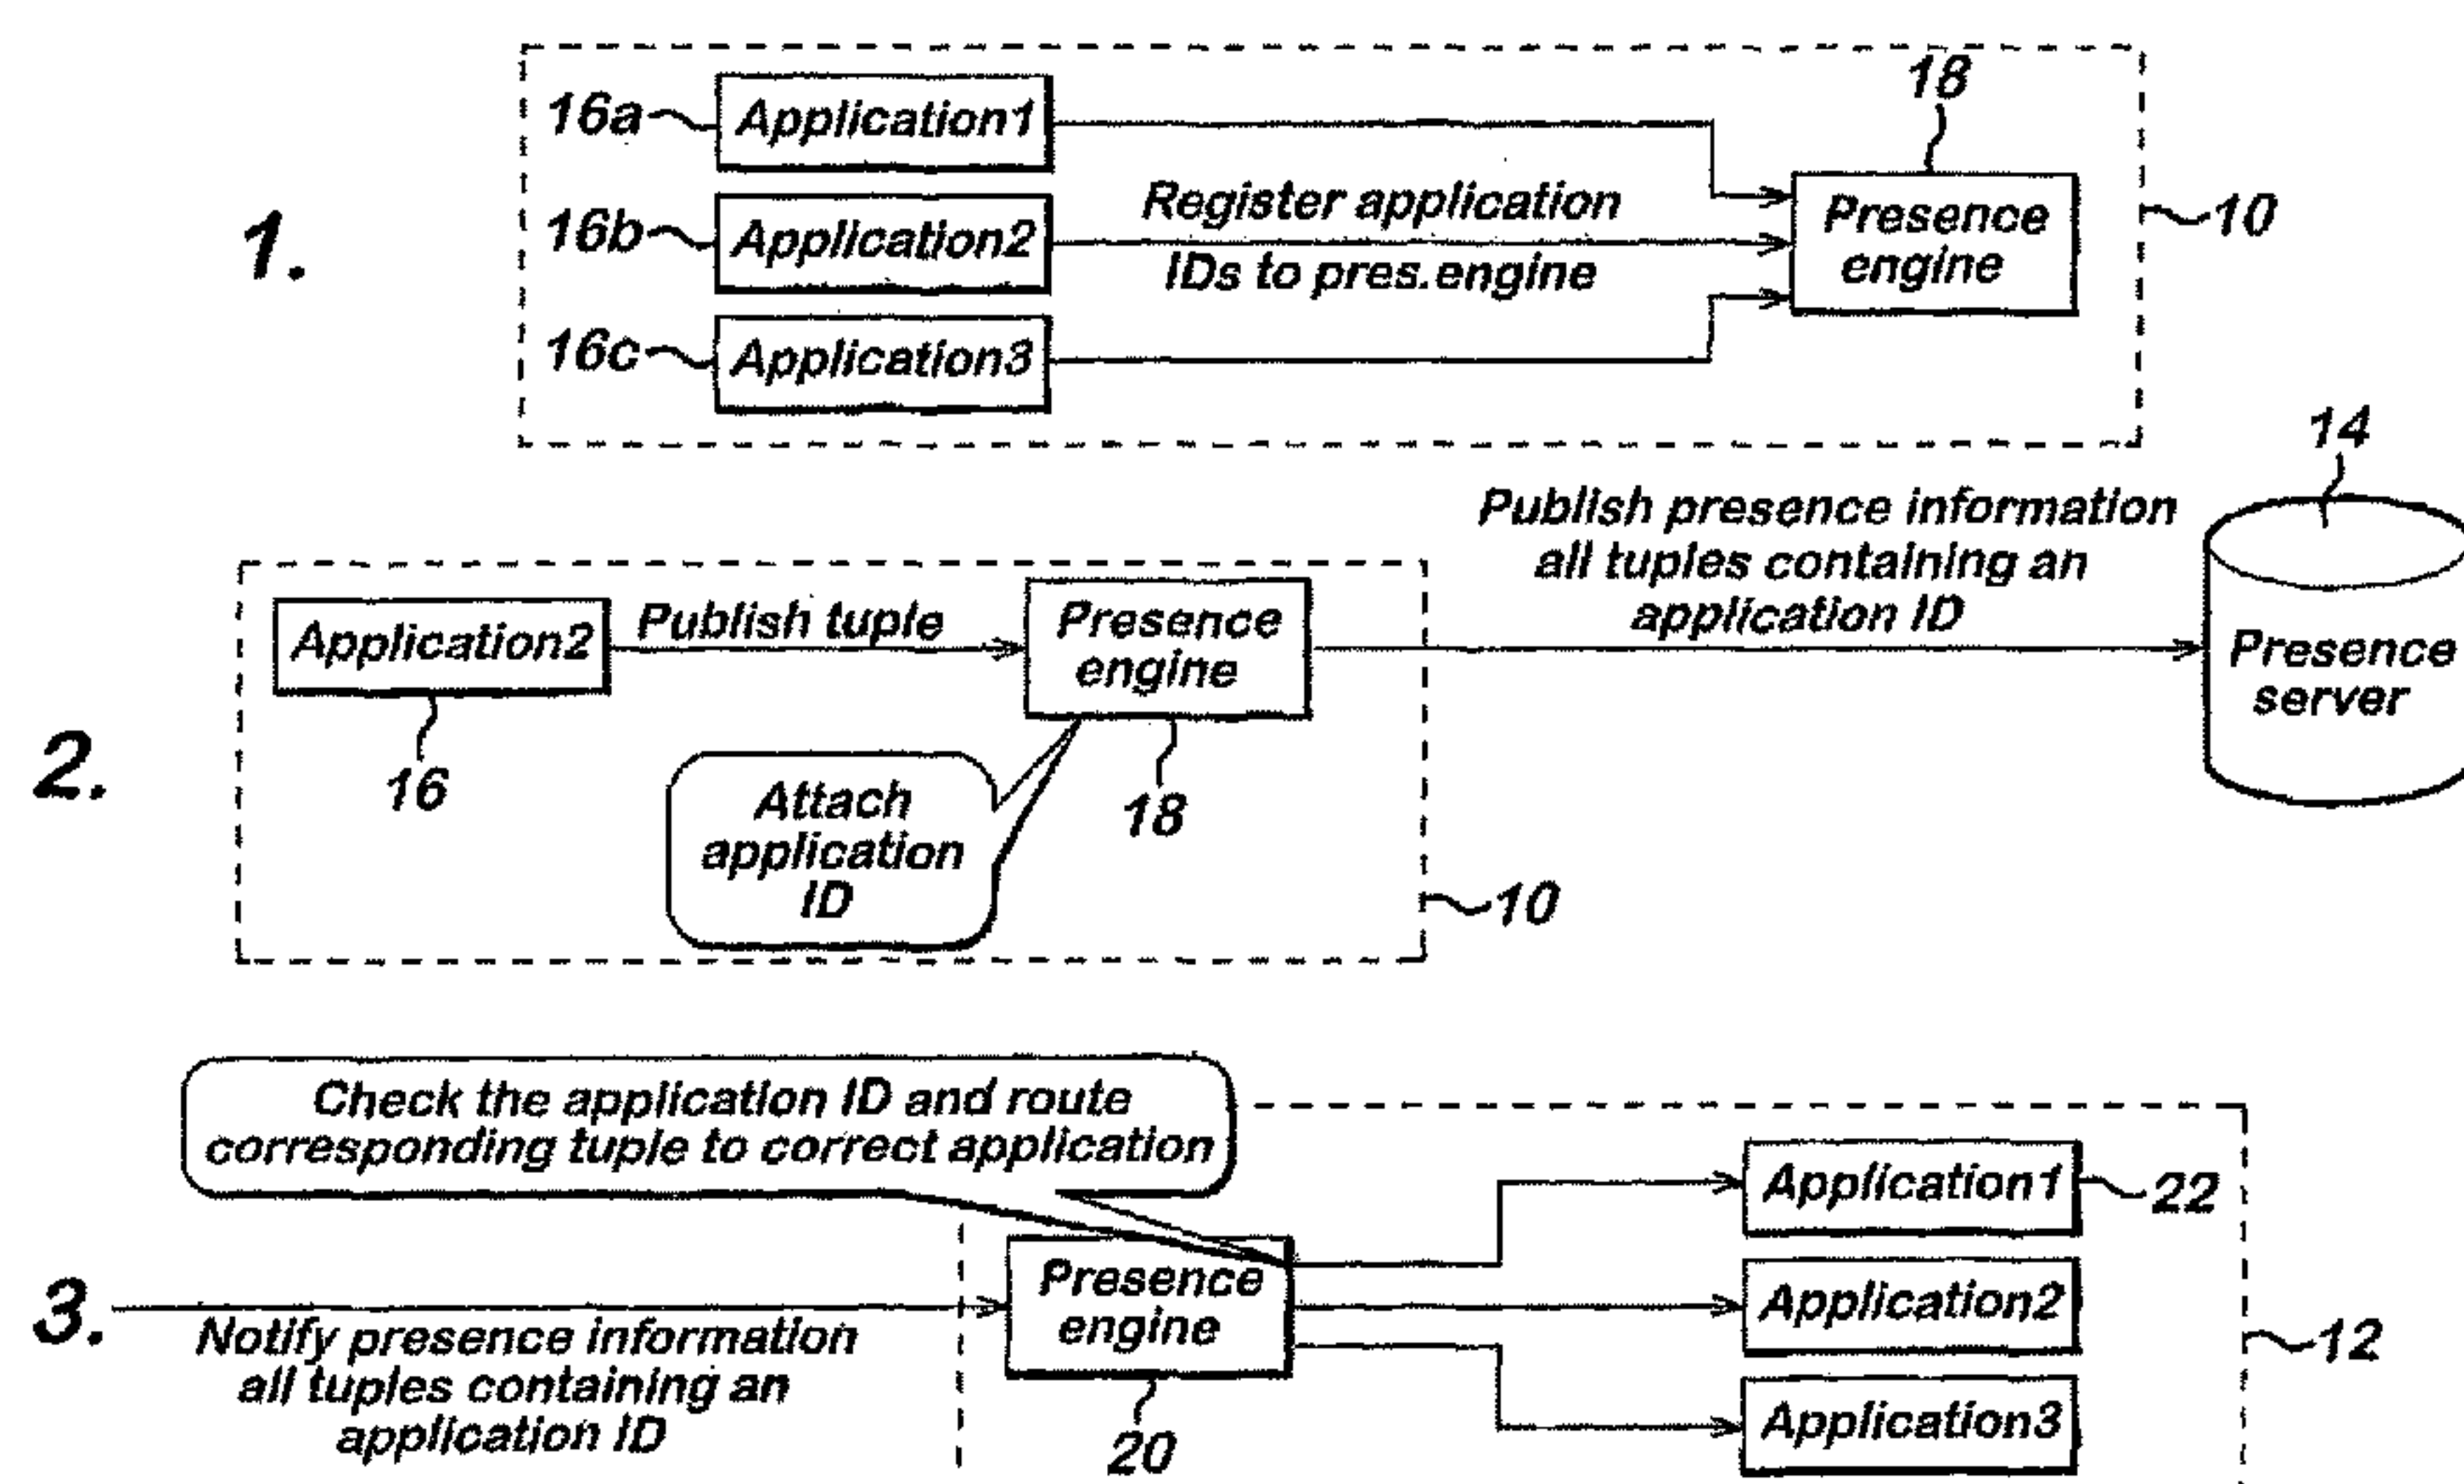 1.
16a
Application1
16b
Application2
16c
Application3
Register application
IDs to pres.engine
18
Presence
engine
10
2.
Application2
16
Publish tuple
Presence
engine
18
Attach
application
ID
10
Publish presence information
all tuples containing an
application ID
14
Presence
server
3.
Check the application ID and route
corresponding tuple to correct application
Notify presence information
all tuples containing an
application ID
Presence
engine
20
Application1
22
Application2
Application3
12